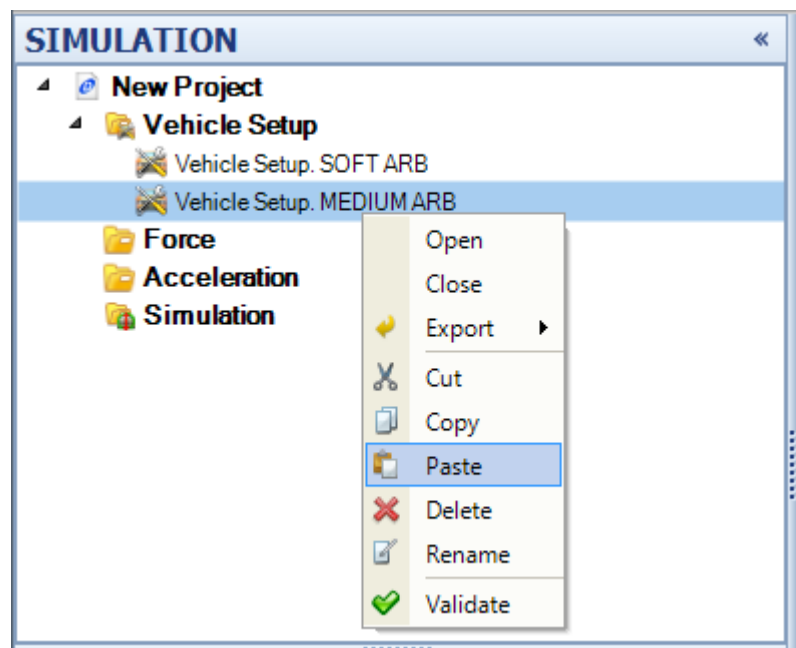 SIMULATION «
New Project
Vehicle Setup
Vehicle Setup. SOFT ARB
Vehicle Setup. MEDIUM ARB
Force
Acceleration
Simulation
Open
Close
Export
Cut
Copy
Paste
Delete
Rename
Validate